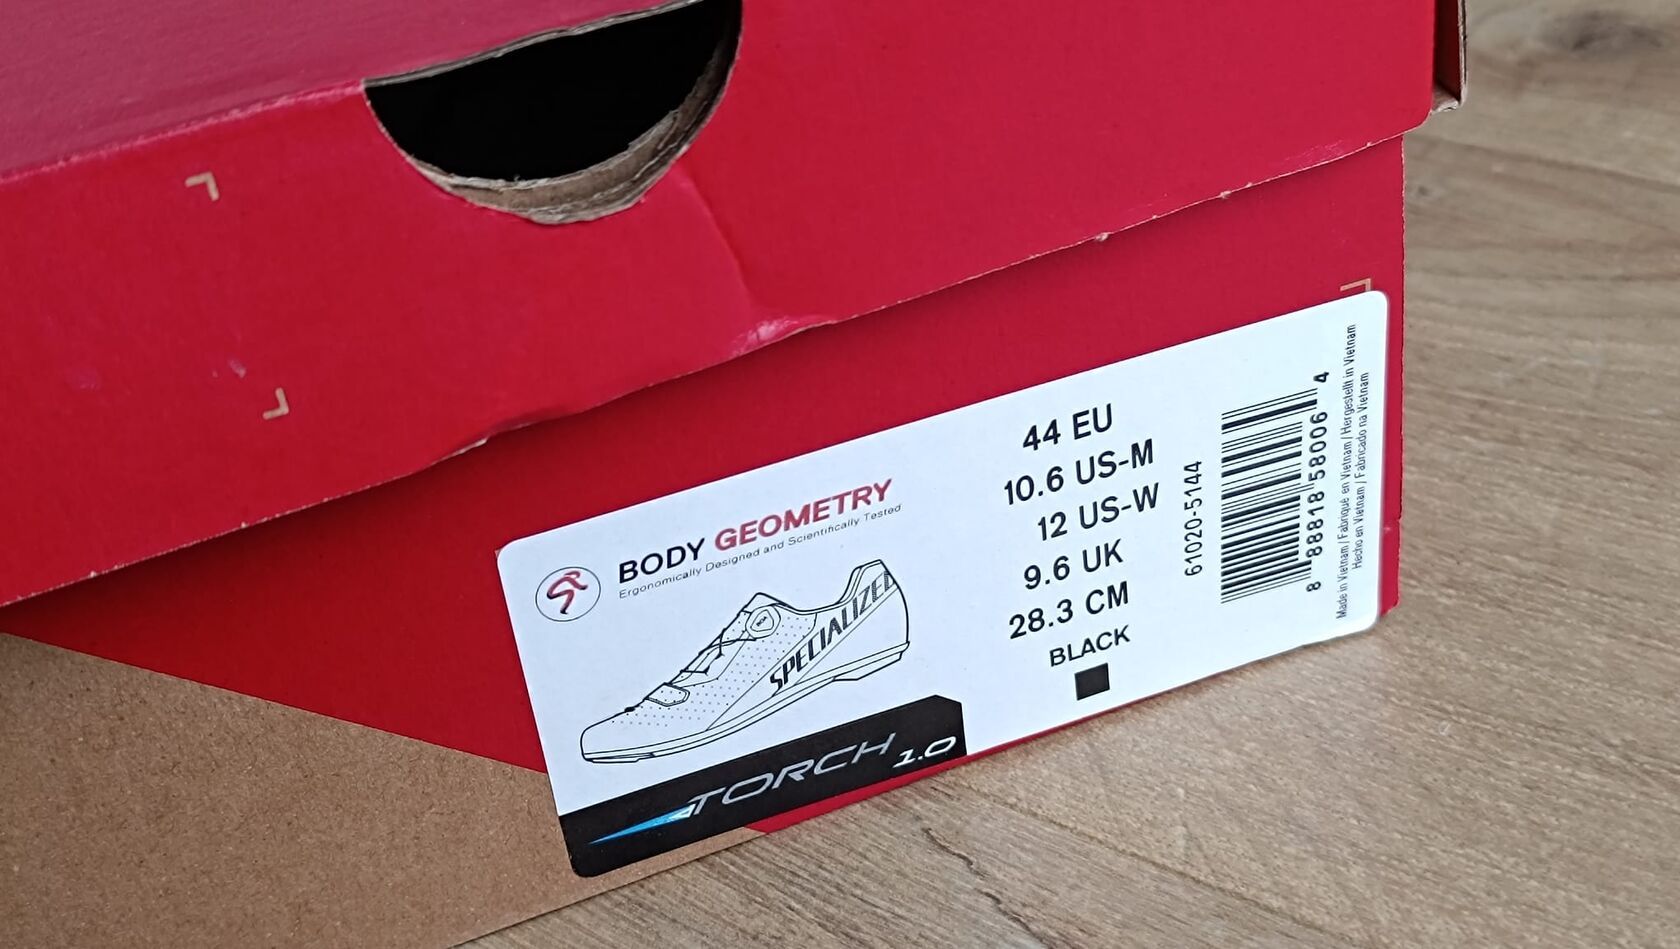 BODY GEOMETRY
Ergonomically Designed and Scientifically Tested
SPECIALIZED
TORCH 1.0
44 EU
10.6 US-M
12 US-W
9.6 UK
28.3 CM
BLACK
61020-5144
8 88818 58006 4
Made in Vietnam / Fabriqué en Vietnam / Hergestellt in Vietnam
Hecho en Vietnam / Fabricado na Vietnam